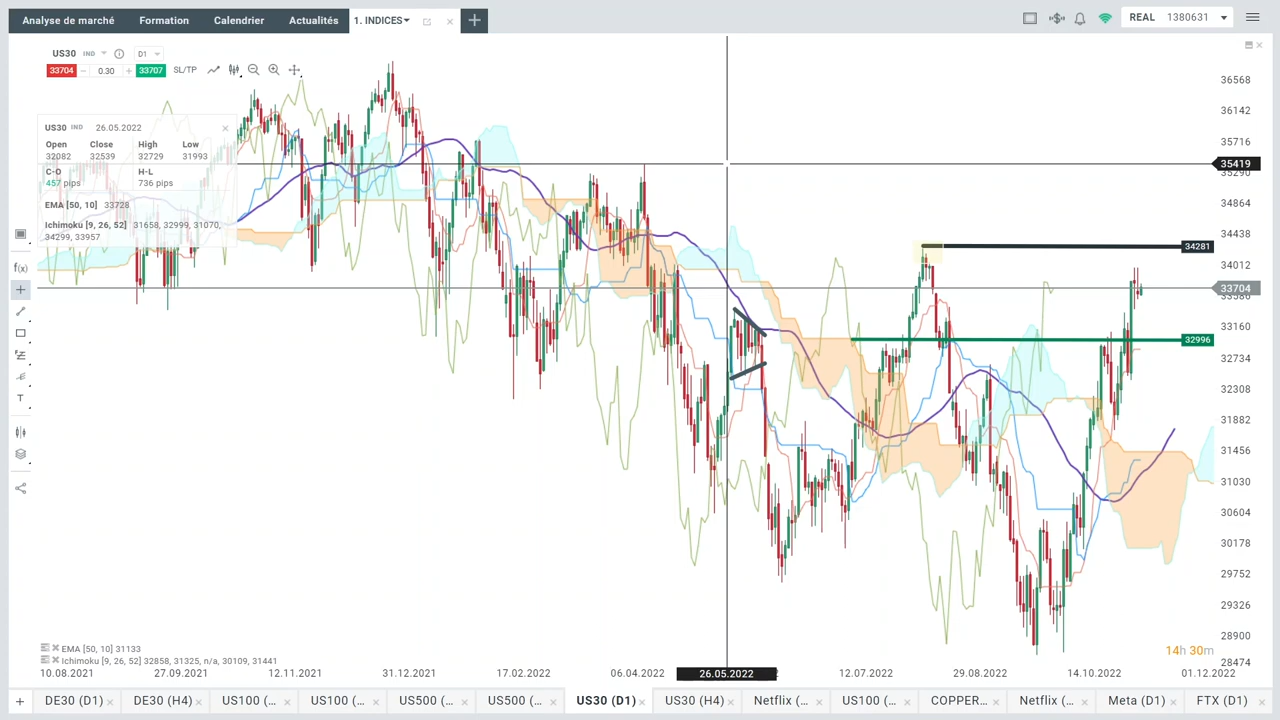 Analyse de marché Formation Calendrier Actualités 1. INDICES REAL 1380631
US30 IND D1
33704 0.30 33707 SL/TP
US30 IND 26.05.2022
Open Close High Low
32082 32539 32729 31993
C-O H-L
457 pips 736 pips
EMA [50, 10] 33728
Ichimoku [9, 26, 52] 31658, 32999, 31070,
34299, 33957
f(x)
T
36568
36142
35716
35419
35290
34864
34438
34281
34012
33704
33586
33160
32996
32734
32308
31882
31456
31030
30604
30178
29752
29326
28900
28474
14h 30m
EMA [50, 10] 31133
Ichimoku [9, 26, 52] 32858, 31325, n/a, 30109, 31441
10.08.2021 27.09.2021 12.11.2021 31.12.2021 17.02.2022 06.04.2022 26.05.2022 12.07.2022 29.08.2022 14.10.2022 01.12.2022
DE30 (D1) DE30 (H4) US100 (... US100 (... US500 (... US500 (... US30 (D1) US30 (H4) Netflix (... US100 (... COPPER... Netflix (... Meta (D1) FTX (D1)